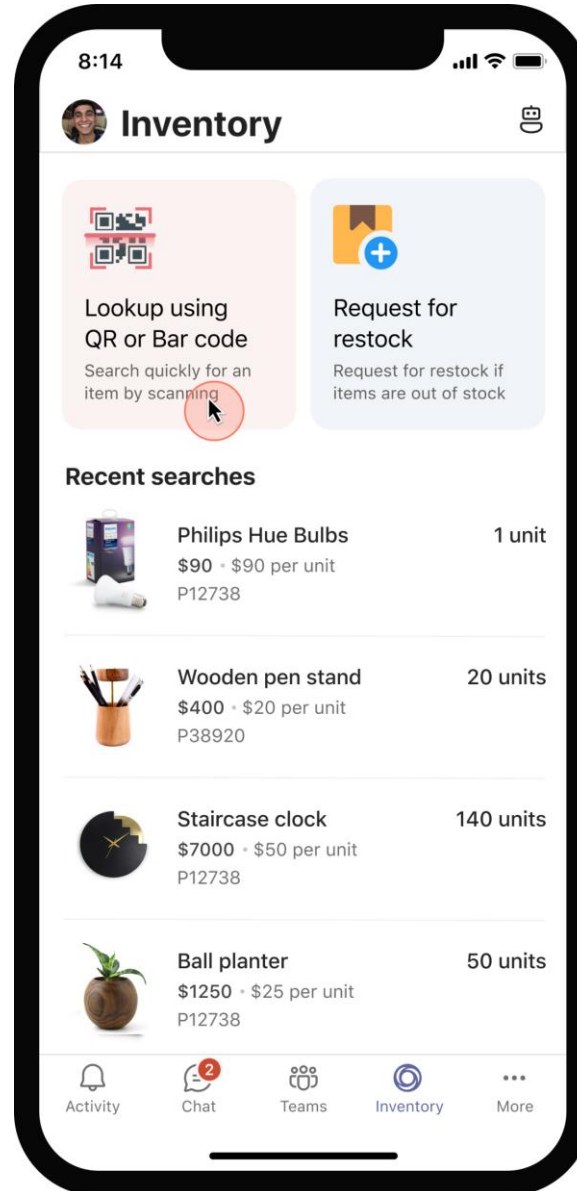 8:14
Inventory
Lookup using
QR or Bar code
Search quickly for an
item by scanning
Request for
restock
Request for restock if
items are out of stock
Recent searches
Philips Hue Bulbs
1 unit
$90 • $90 per unit
P12738
Wooden pen stand
20 units
$400 • $20 per unit
P38920
Staircase clock
140 units
$7000 • $50 per unit
P12738
Ball planter
50 units
$1250 • $25 per unit
P12738
2
Activity
Chat
Teams
Inventory
More